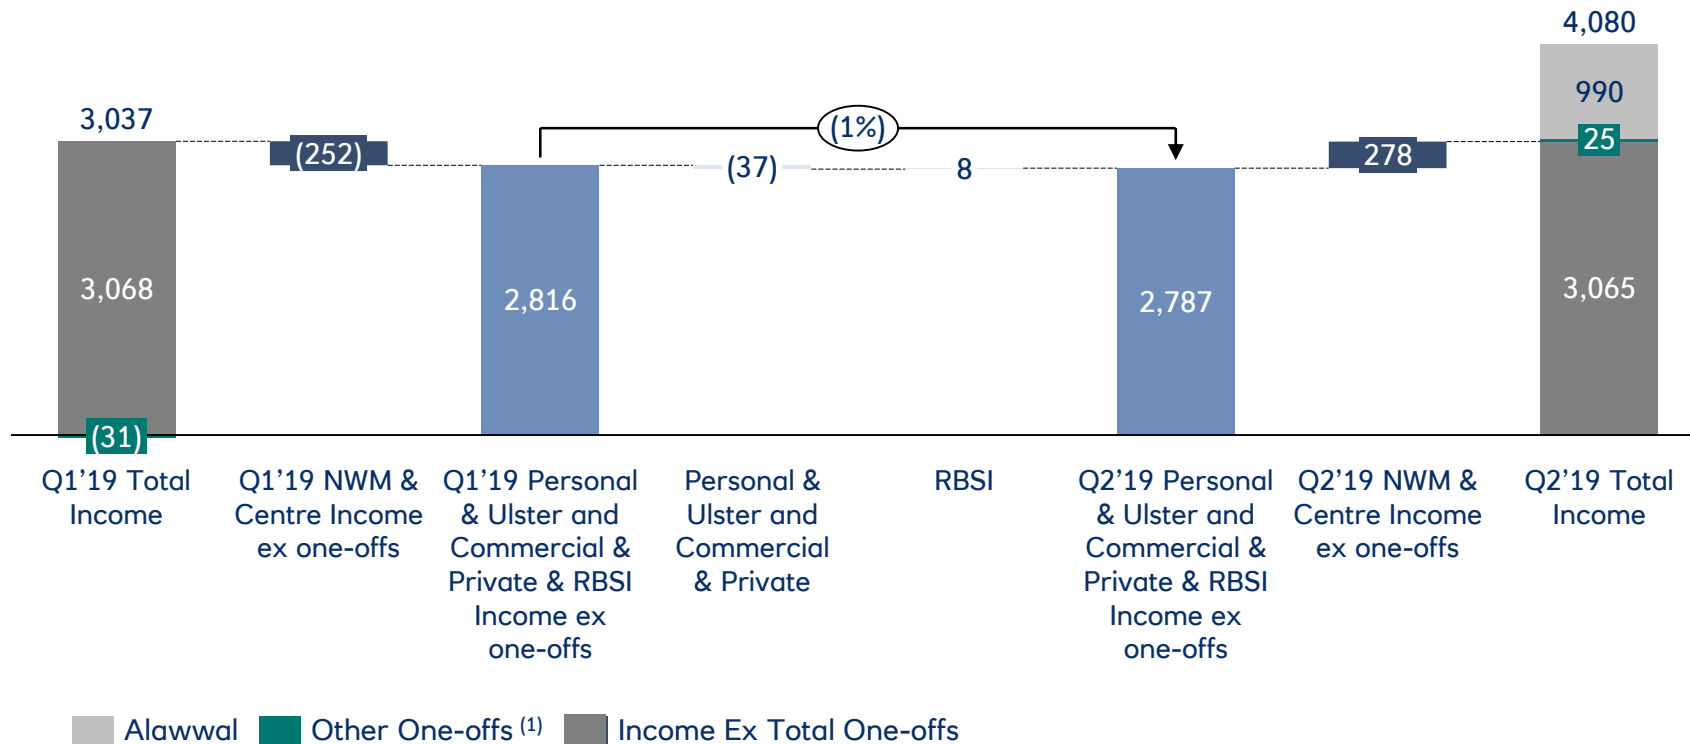 4,080
990
3,037
(1%)
25
(252)
278
(37)
8
3,068
2,816
2,787
3,065
(31)
Q1’19 Total
Income
Q1’19 NWM &
Centre Income
ex one-offs
Q1’19 Personal
& Ulster and
Commercial &
Private & RBSI
Income ex
one-offs
Personal &
Ulster and
Commercial
& Private
RBSI
Q2’19 Personal
& Ulster and
Commercial &
Private & RBSI
Income ex
one-offs
Q2’19 NWM &
Centre Income
ex one-offs
Q2’19 Total
Income
Alawwal
Other One-offs (1)
Income Ex Total One-offs